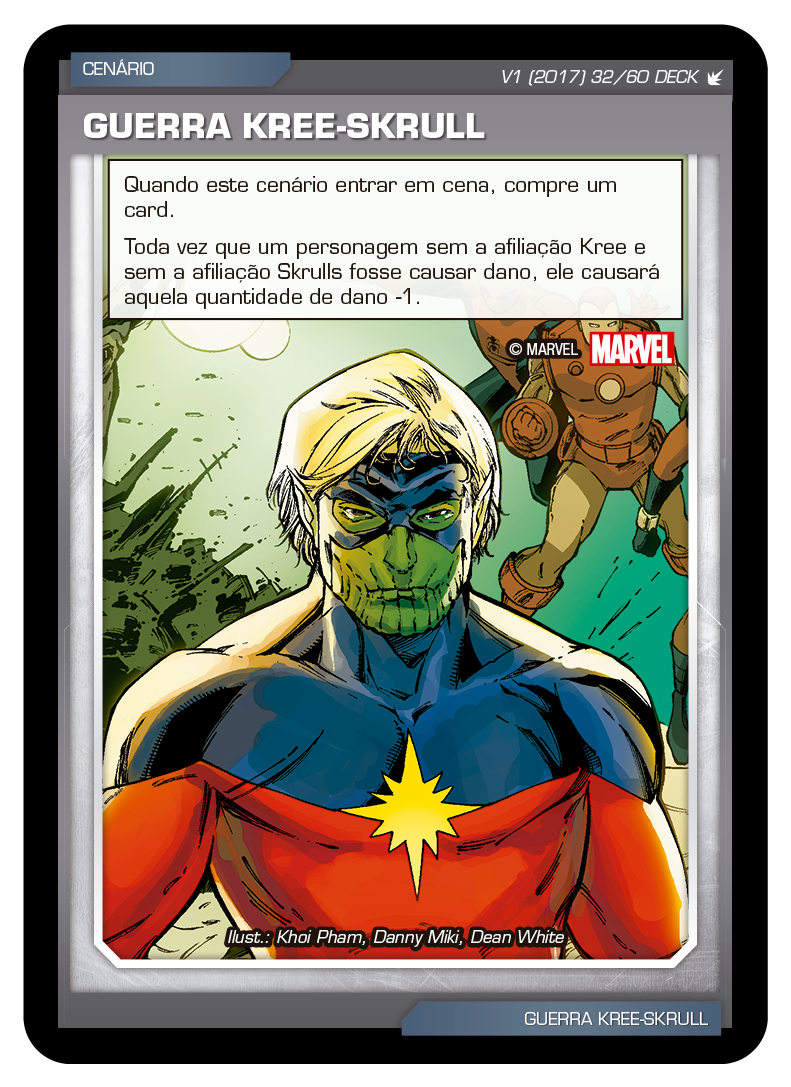 CENÁRIO
V1 (2017) 32/60 DECK
GUERRA KREE-SKRULL
Quando este cenário entrar em cena, compre um
card.
Toda vez que um personagem sem a afiliação Kree e
sem a afiliação Skrulls fosse causar dano, ele causará
aquela quantidade de dano -1.
© MARVEL MARVEL
Ilust.: Khoi Pham, Danny Miki, Dean White
GUERRA KREE-SKRULL